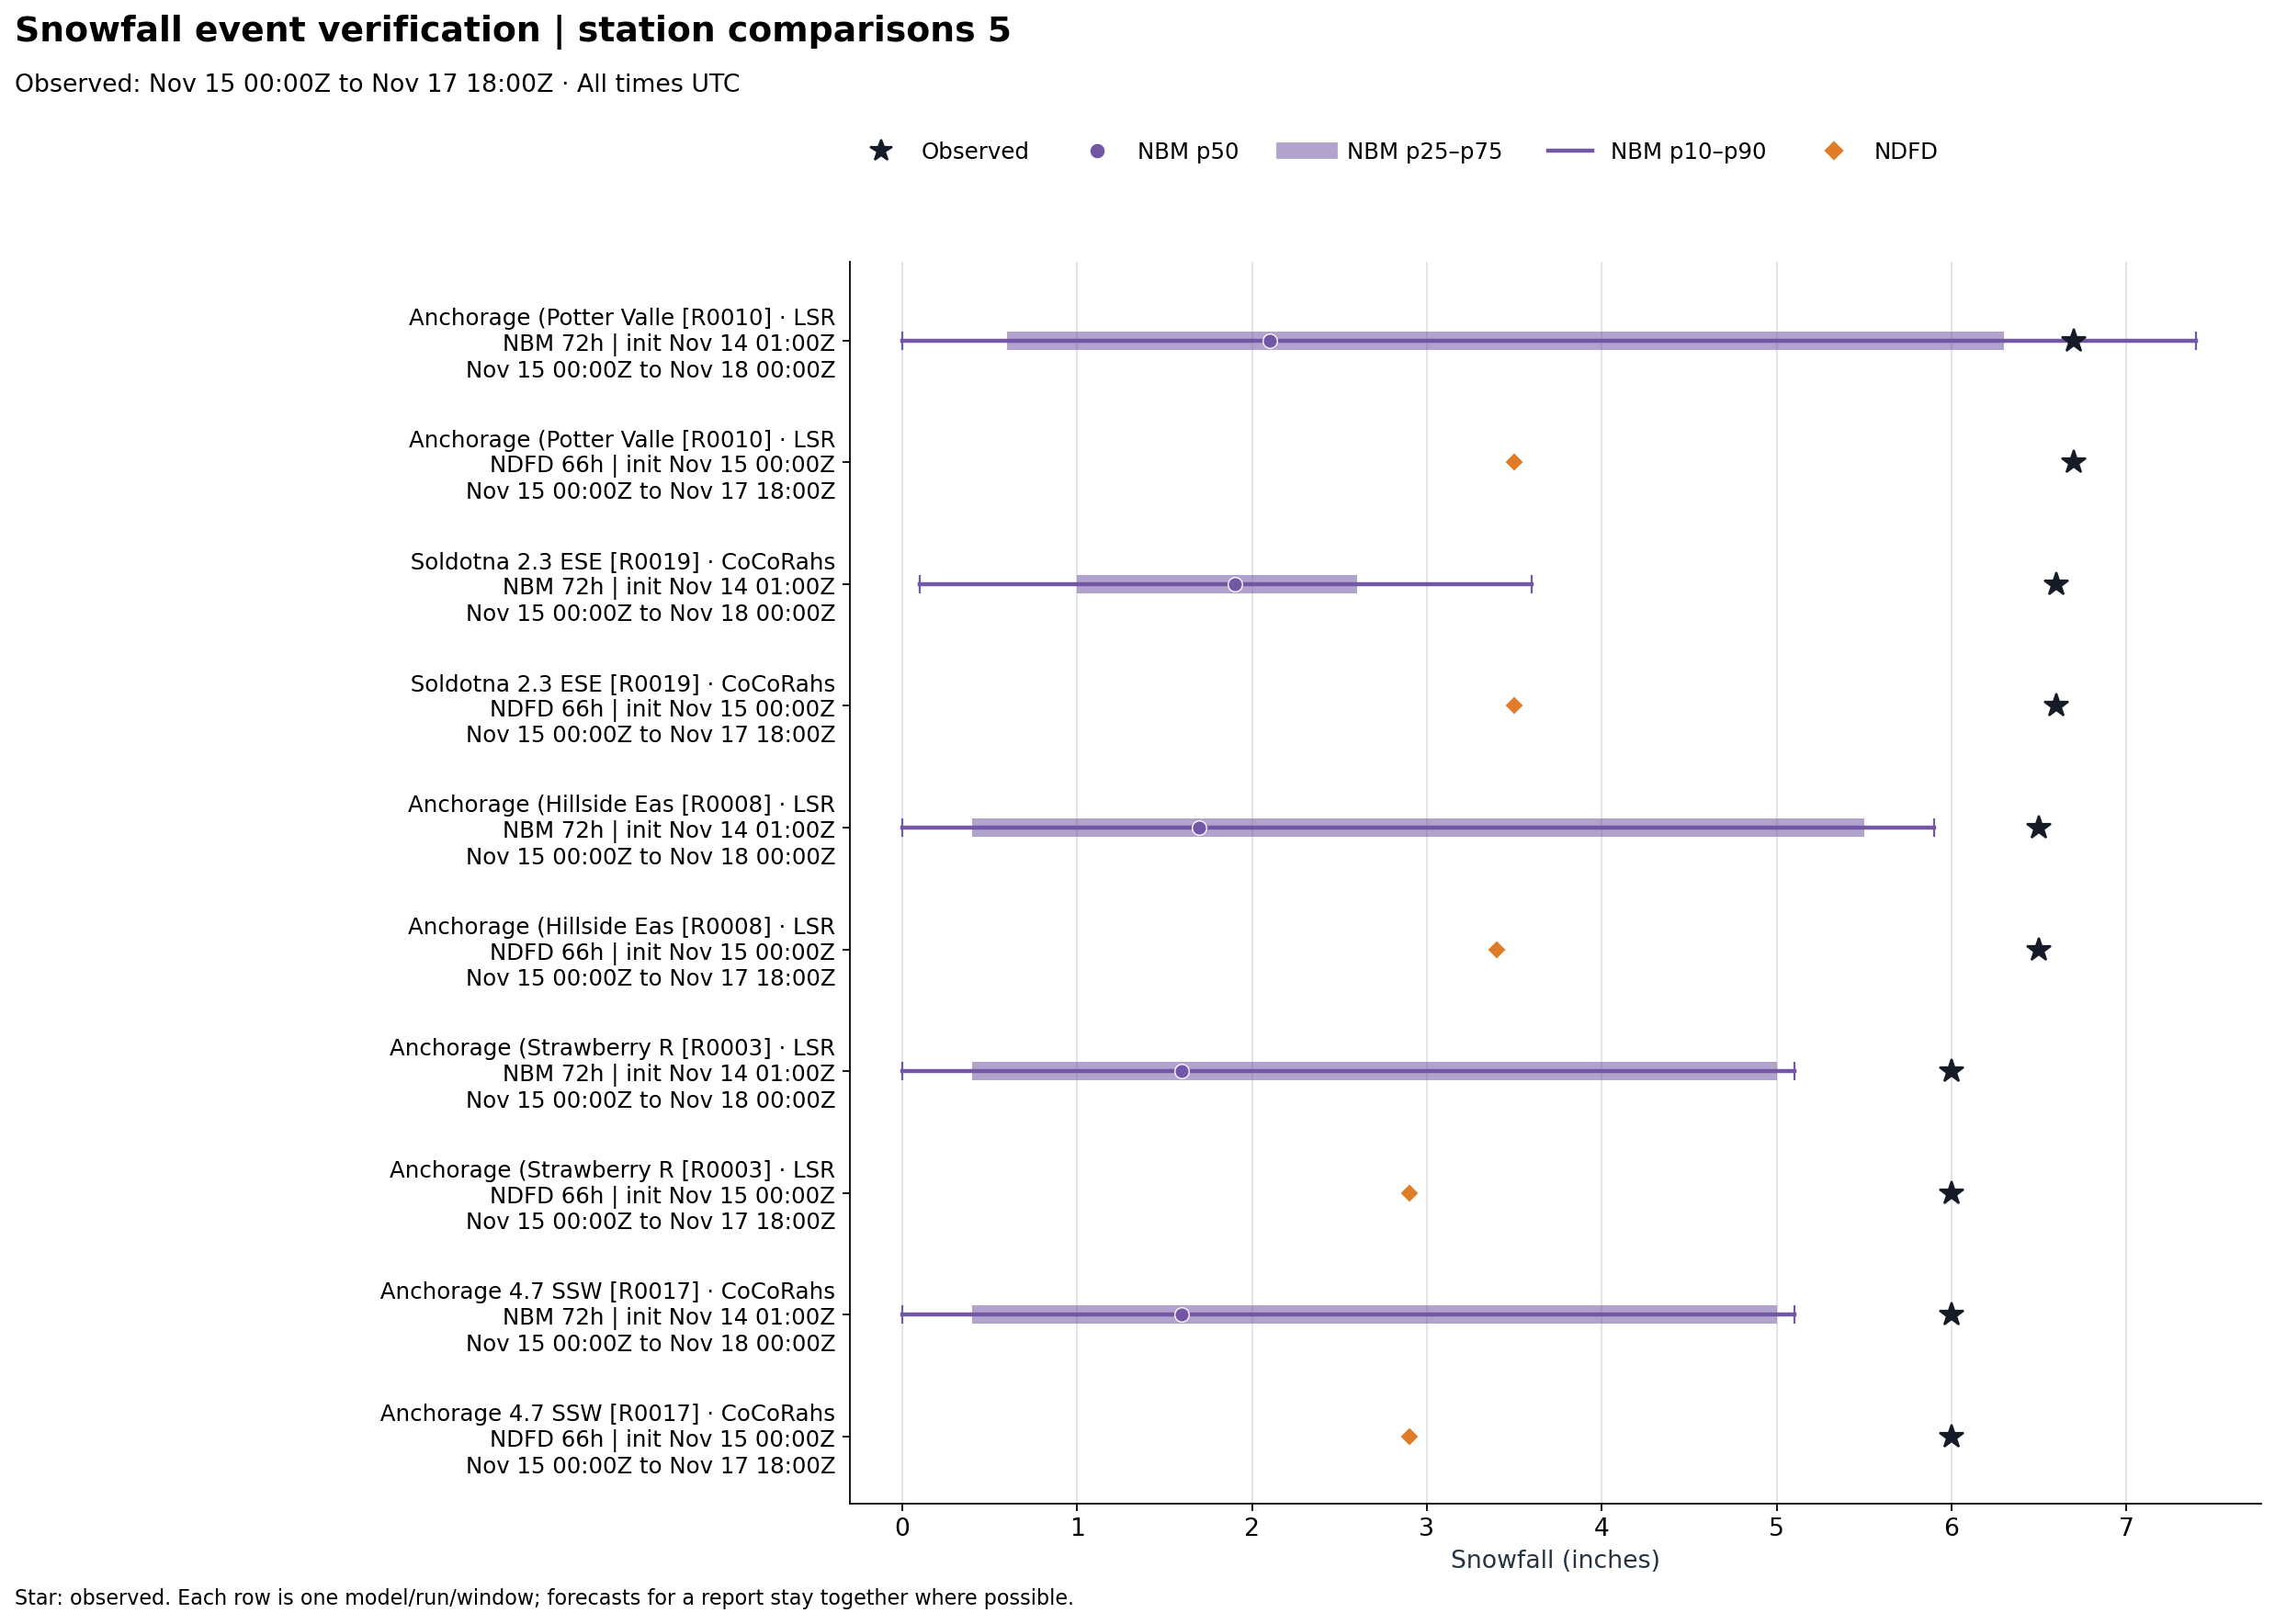 Snowfall event verification | station comparisons 5
Observed: Nov 15 00:00Z to Nov 17 18:00Z · All times UTC
Observed
NBM p50
NBM p25–p75
NBM p10–p90
NDFD
Anchorage (Potter Valle [R0010] · LSR
NBM 72h | init Nov 14 01:00Z
Nov 15 00:00Z to Nov 18 00:00Z
Anchorage (Potter Valle [R0010] · LSR
NDFD 66h | init Nov 15 00:00Z
Nov 15 00:00Z to Nov 17 18:00Z
Soldotna 2.3 ESE [R0019] · CoCoRahs
NBM 72h | init Nov 14 01:00Z
Nov 15 00:00Z to Nov 18 00:00Z
Soldotna 2.3 ESE [R0019] · CoCoRahs
NDFD 66h | init Nov 15 00:00Z
Nov 15 00:00Z to Nov 17 18:00Z
Anchorage (Hillside Eas [R0008] · LSR
NBM 72h | init Nov 14 01:00Z
Nov 15 00:00Z to Nov 18 00:00Z
Anchorage (Hillside Eas [R0008] · LSR
NDFD 66h | init Nov 15 00:00Z
Nov 15 00:00Z to Nov 17 18:00Z
Anchorage (Strawberry R [R0003] · LSR
NBM 72h | init Nov 14 01:00Z
Nov 15 00:00Z to Nov 18 00:00Z
Anchorage (Strawberry R [R0003] · LSR
NDFD 66h | init Nov 15 00:00Z
Nov 15 00:00Z to Nov 17 18:00Z
Anchorage 4.7 SSW [R0017] · CoCoRahs
NBM 72h | init Nov 14 01:00Z
Nov 15 00:00Z to Nov 18 00:00Z
Anchorage 4.7 SSW [R0017] · CoCoRahs
NDFD 66h | init Nov 15 00:00Z
Nov 15 00:00Z to Nov 17 18:00Z
0 1 2 3 4 5 6 7
Snowfall (inches)
Star: observed. Each row is one model/run/window; forecasts for a report stay together where possible.